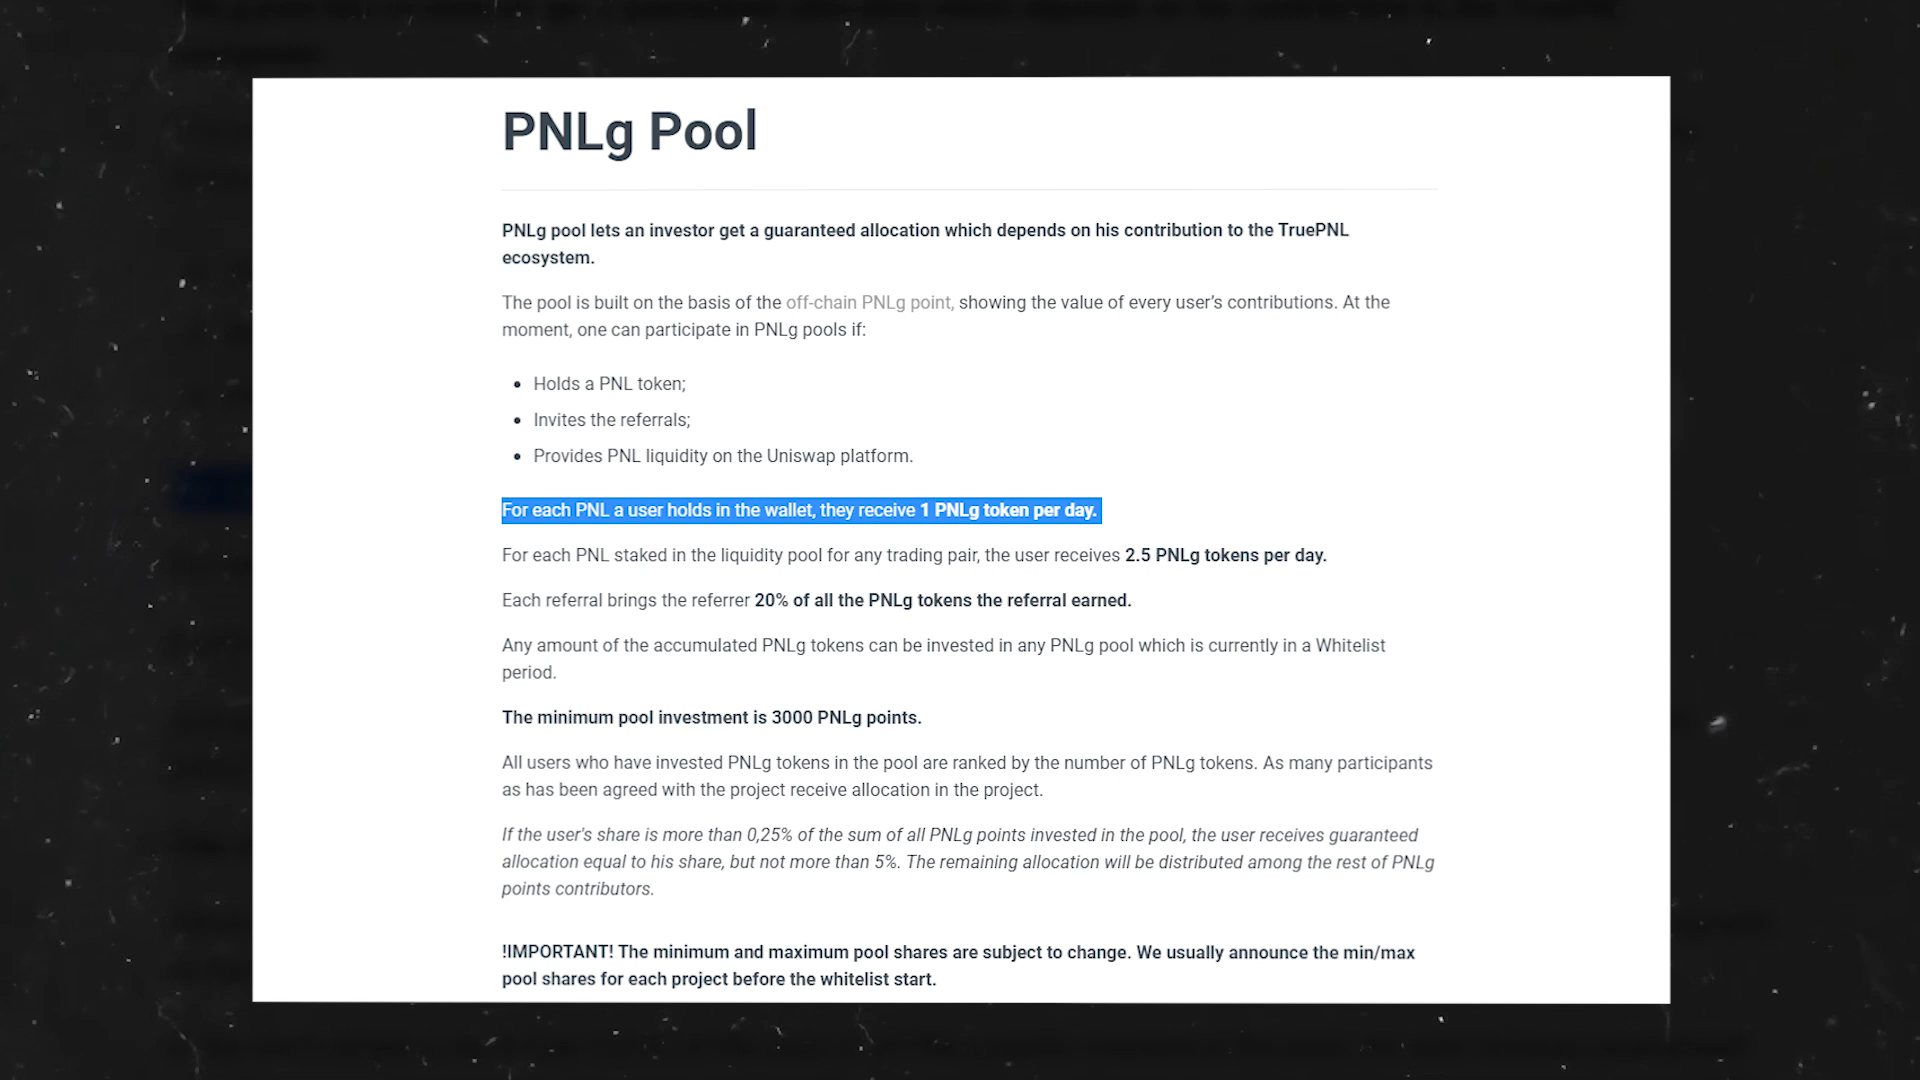 PNLg Pool
PNLg pool lets an investor get a guaranteed allocation which depends on his contribution to the TruePNL
ecosystem.
The pool is built on the basis of the off-chain PNLg point, showing the value of every user’s contributions. At the
moment, one can participate in PNLg pools if:
• Holds a PNL token;
• Invites the referrals;
• Provides PNL liquidity on the Uniswap platform.
For each PNL a user holds in the wallet, they receive 1 PNLg token per day.
For each PNL staked in the liquidity pool for any trading pair, the user receives 2.5 PNLg tokens per day.
Each referral brings the referrer 20% of all the PNLg tokens the referral earned.
Any amount of the accumulated PNLg tokens can be invested in any PNLg pool which is currently in a Whitelist
period.
The minimum pool investment is 3000 PNLg points.
All users who have invested PNLg tokens in the pool are ranked by the number of PNLg tokens. As many participants
as has been agreed with the project receive allocation in the project.
If the user's share is more than 0,25% of the sum of all PNLg points invested in the pool, the user receives guaranteed
allocation equal to his share, but not more than 5%. The remaining allocation will be distributed among the rest of PNLg
points contributors.
!IMPORTANT! The minimum and maximum pool shares are subject to change. We usually announce the min/max
pool shares for each project before the whitelist start.